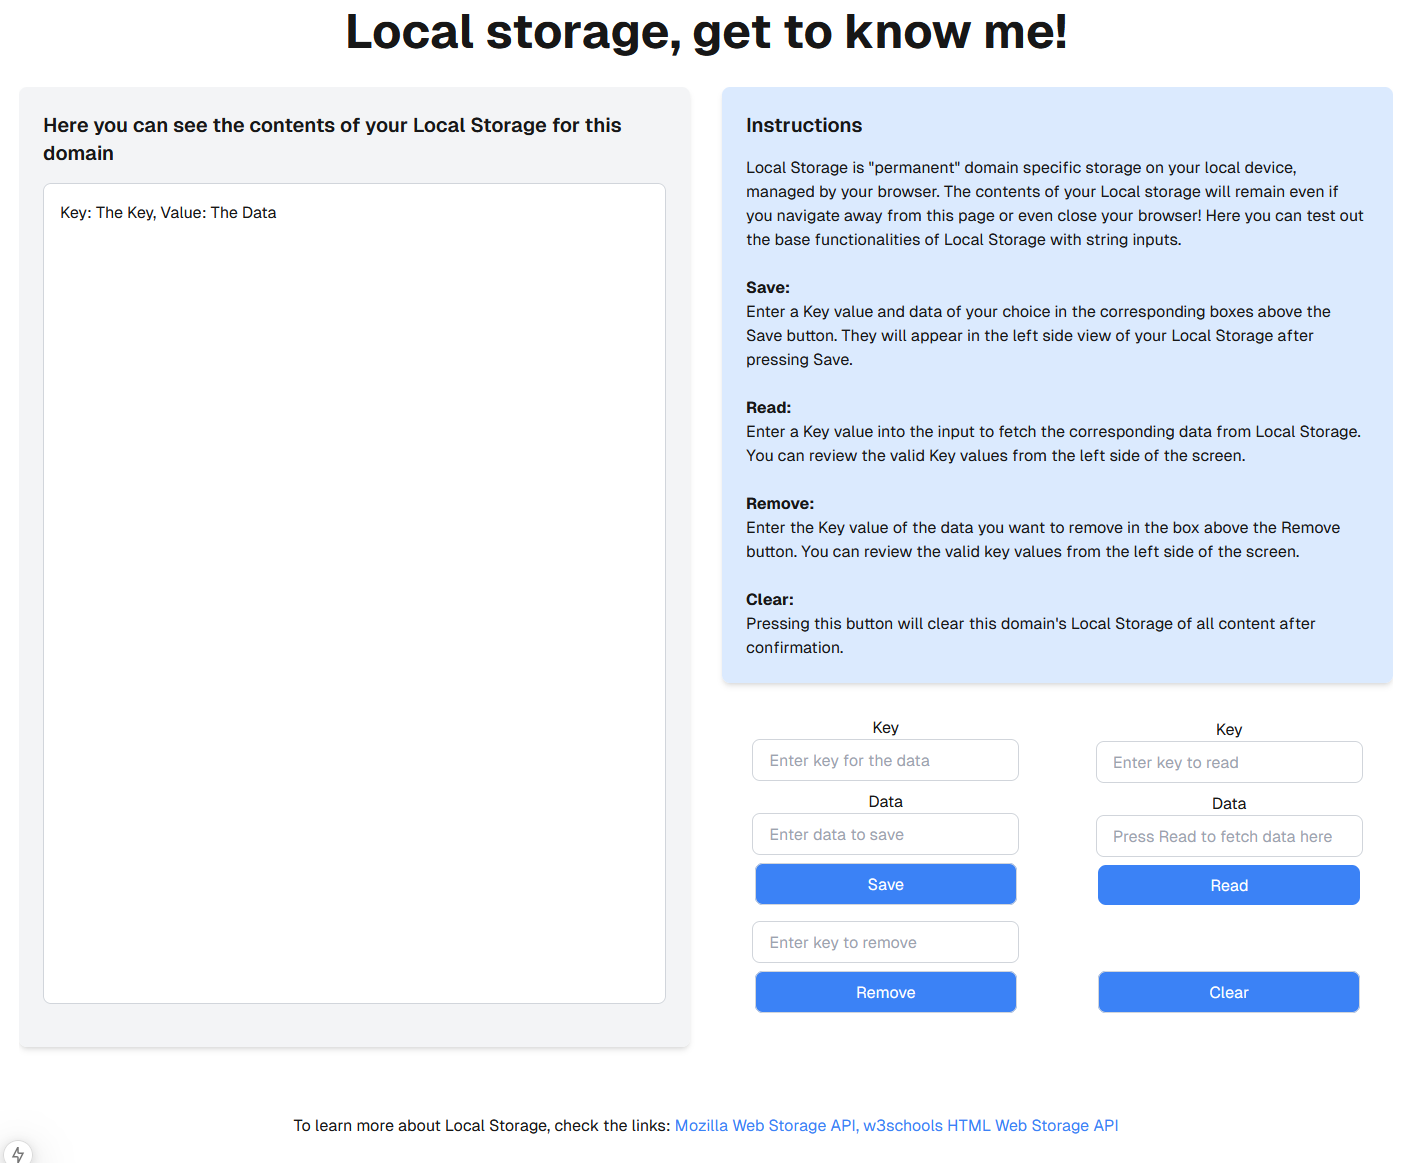 Local storage, get to know me!
Here you can see the contents of your Local Storage for this
domain
Key: The Key, Value: The Data
Instructions
Local Storage is "permanent" domain specific storage on your local device,
managed by your browser. The contents of your Local storage will remain even if
you navigate away from this page or even close your browser! Here you can test out
the base functionalities of Local Storage with string inputs.
Save:
Enter a Key value and data of your choice in the corresponding boxes above the
Save button. They will appear in the left side view of your Local Storage after
pressing Save.
Read:
Enter a Key value into the input to fetch the corresponding data from Local Storage.
You can review the valid Key values from the left side of the screen.
Remove:
Enter the Key value of the data you want to remove in the box above the Remove
button. You can review the valid key values from the left side of the screen.
Clear:
Pressing this button will clear this domain's Local Storage of all content after
confirmation.
Key
Enter key for the data
Data
Enter data to save
Save
Key
Enter key to read
Data
Press Read to fetch data here
Read
Enter key to remove
Remove
Clear
To learn more about Local Storage, check the links: Mozilla Web Storage API, w3schools HTML Web Storage API